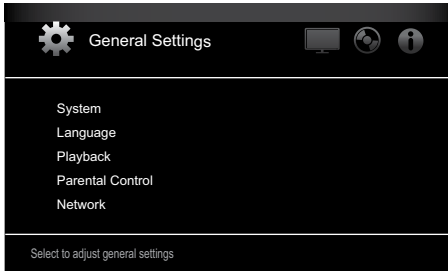 General Settings
System
Language
Playback
Parental Control
Network
Select to adjust general settings